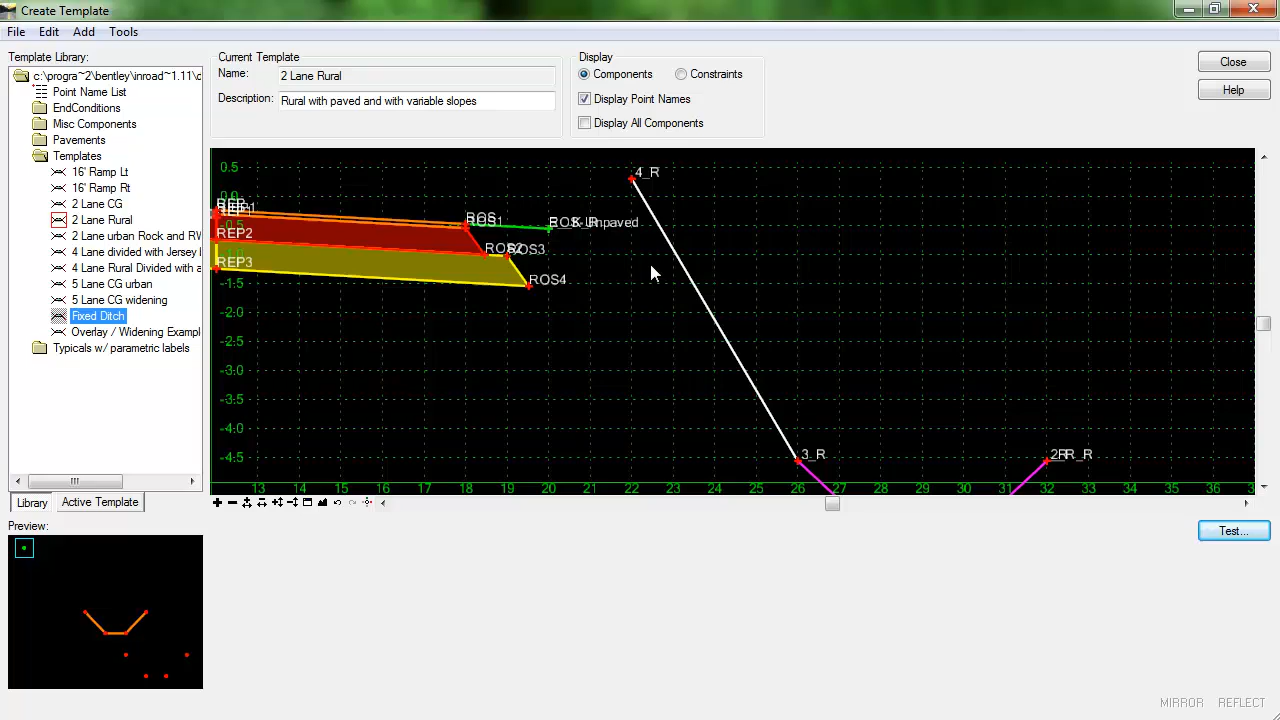 Create Template
File Edit Add Tools
Template Library:
c:\progra~2\bentley\inroad~1.11\c
Point Name List
EndConditions
Misc Components
Pavements
Templates
16' Ramp Lt
16' Ramp Rt
2 Lane CG
2 Lane Rural
2 Lane urban Rock and RW
4 Lane divided with Jersey
4 Lane Rural Divided with a
5 Lane CG urban
5 Lane CG widening
Fixed Ditch
Overlay / Widening Exampl
Typicals w/ parametric labels
Library Active Template
Preview:
Current Template
Name: 2 Lane Rural
Description: Rural with paved and with variable slopes
Display
Components Constraints
Display Point Names
Display All Components
Close
Help
0.5
0.0
-0.5
-1.5
-2.0
-2.5
-3.0
-3.5
-4.0
-4.5
4_R
REP2
REP3
ROS
ROS1
Unpaved
ROS3
ROS4
3_R
13 14 15 16 17 18 19 20 21 22 23 24 25 26 27 28 29 30 31 32 33 34 35 36
Test...
MIRROR REFLECT